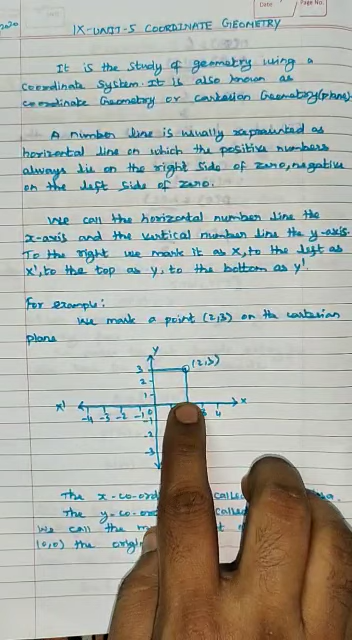 Date
Page No.
IX-UNIT-5 COORDINATE GEOMETRY
It is the study of geometry using a
coordinate system. It is also known as
coordinate Geometry or cartesian Geometry(plane).
A number line is usually represented as
horizontal line on which the positive numbers
always lie on the right side of zero, negative
on the left side of zero.
We call the horizontal number line the
x-axis and the vertical number line the y-axis.
To the right we mark it as X, to the left as
X', to the top as y, to the bottom as y'.
For example:
We mark a point (2,3) on the cartesian
plane
Y
3 (2,3)
2
1
X' -4 -3 -2 -1 0 3 4 X
-1
-2
-3
The x-co-ord called
The y-co-ord called
We call the
(0,0) the origin